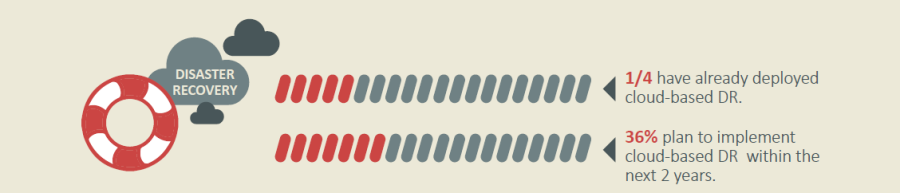 DISASTER
RECOVERY
1/4 have already deployed
cloud-based DR.
36% plan to implement
cloud-based DR within the
next 2 years.